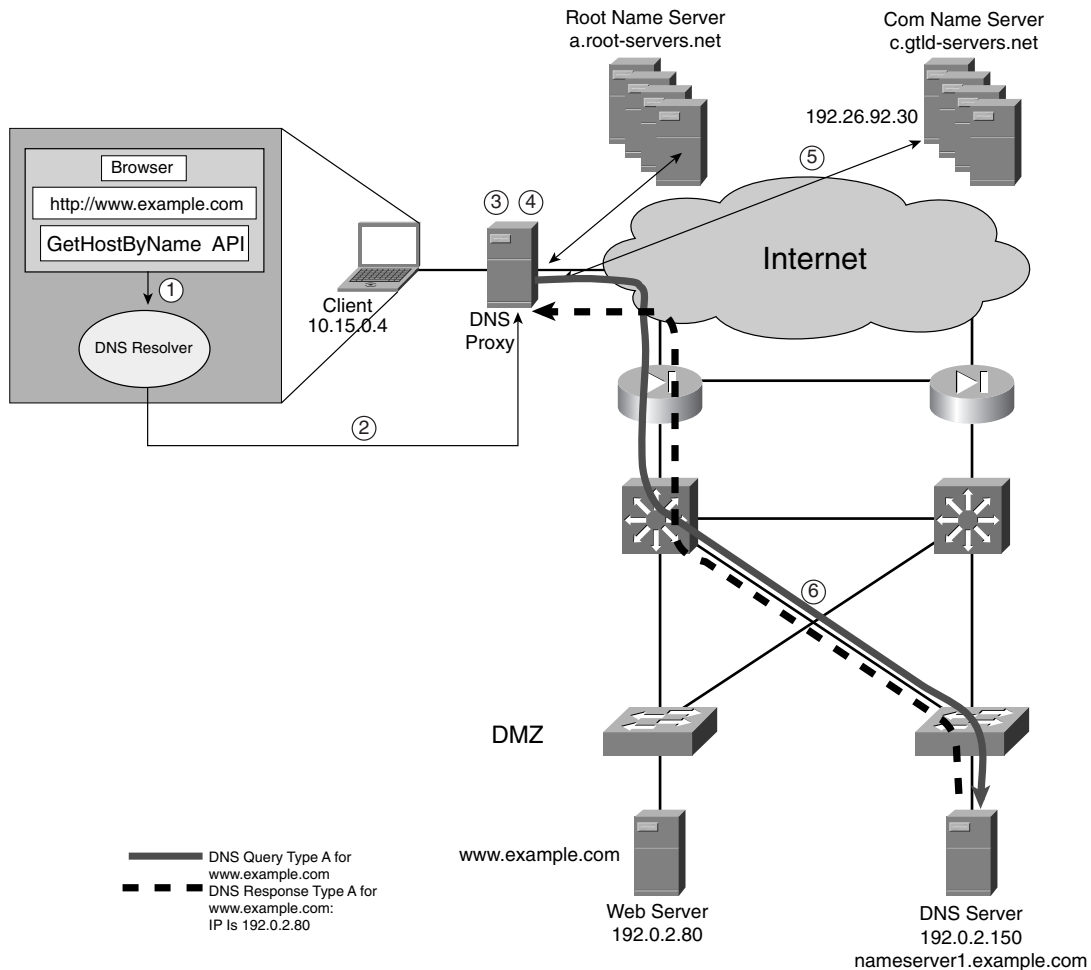 Root Name Server
a.root-servers.net
Com Name Server
c.gtld-servers.net
192.26.92.30
5
Browser
http://www.example.com
GetHostByName API
1
DNS Resolver
3
4
Internet
Client
10.15.0.4
DNS
Proxy
2
6
DMZ
www.example.com
Web Server
192.0.2.80
DNS Server
192.0.2.150
nameserver1.example.com
DNS Query Type A for
www.example.com
DNS Response Type A for
www.example.com:
IP Is 192.0.2.80